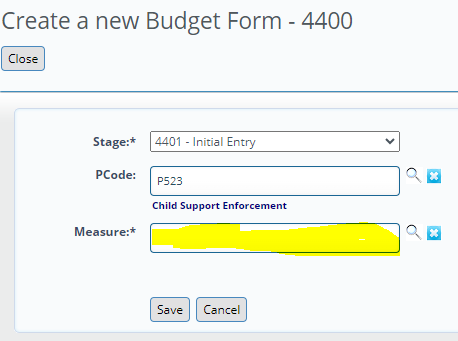 Create a new Budget Form - 4400
Close
Stage:* 4401 - Initial Entry
PCode: P523
Child Support Enforcement
Measure:*
Save Cancel